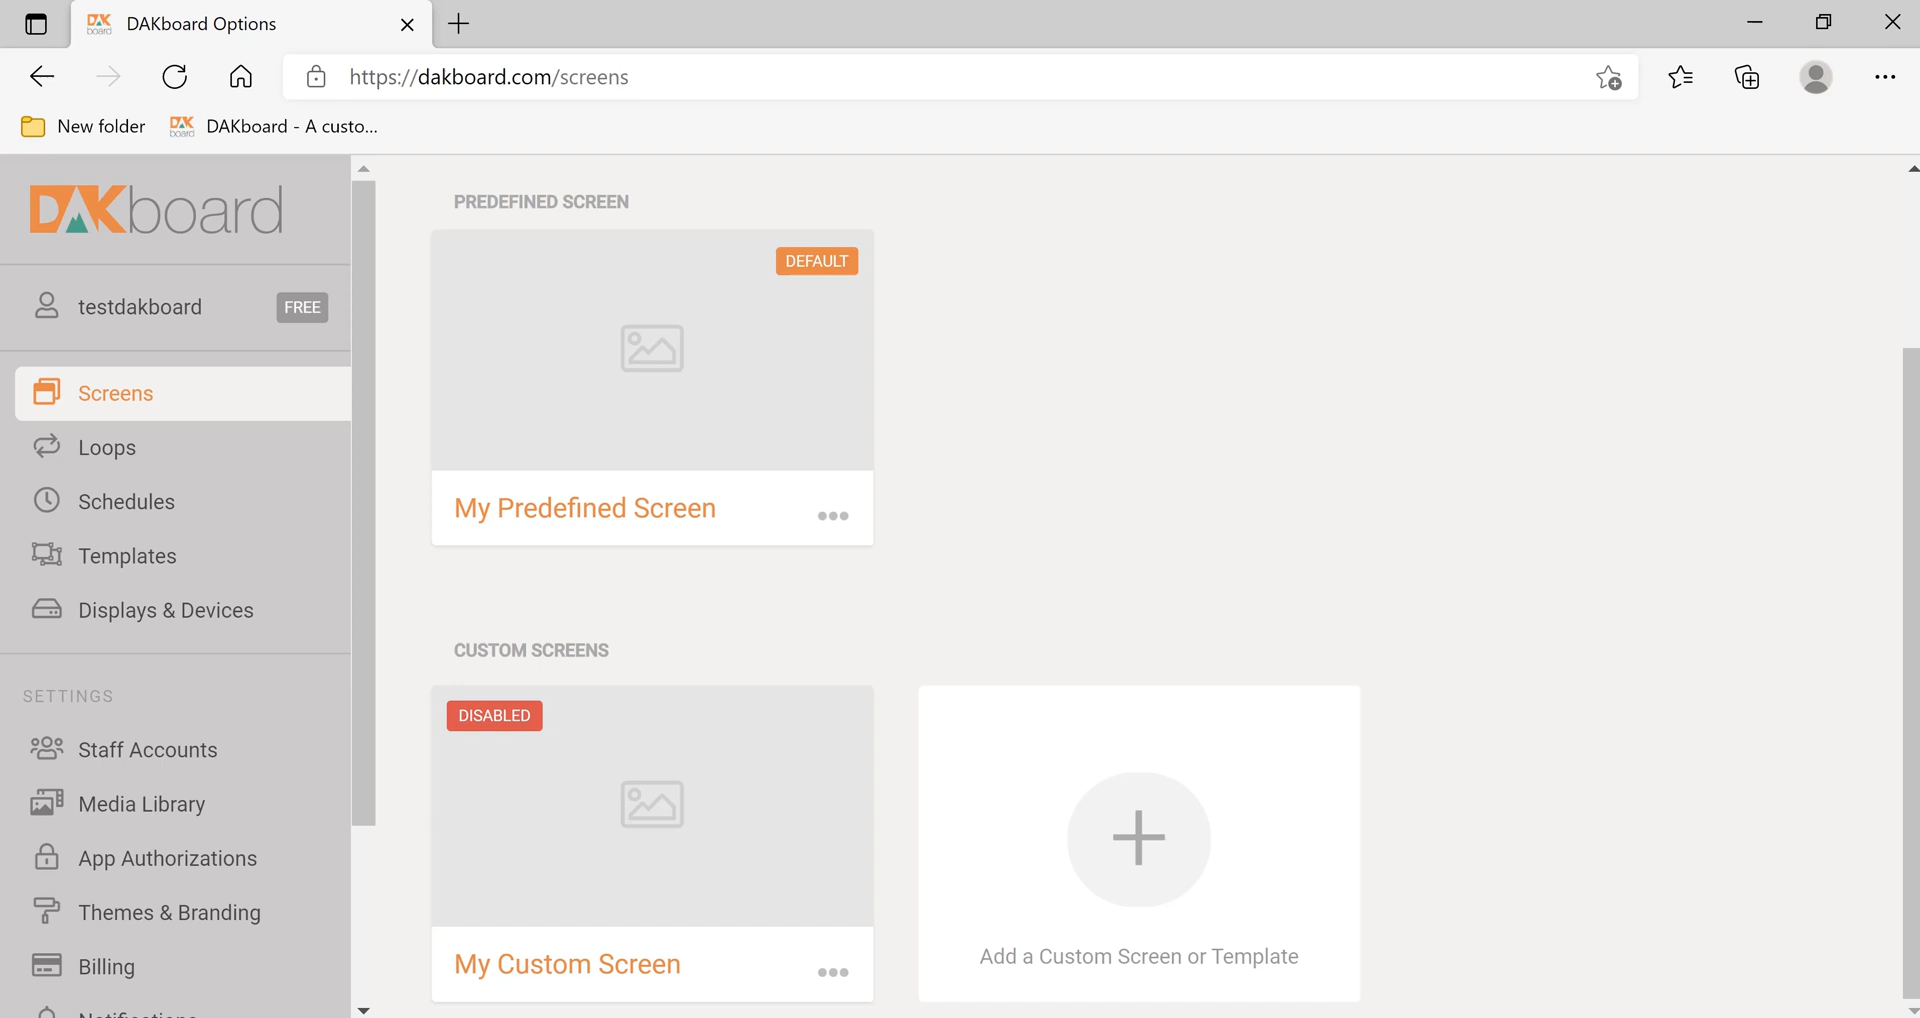 DAKboard Options
https://dakboard.com/screens
New folder
DAKboard - A custo...
DAKboard
testdakboard
FREE
Screens
Loops
Schedules
Templates
Displays & Devices
SETTINGS
Staff Accounts
Media Library
App Authorizations
Themes & Branding
Billing
Notifications
PREDEFINED SCREEN
DEFAULT
My Predefined Screen
CUSTOM SCREENS
DISABLED
My Custom Screen
Add a Custom Screen or Template